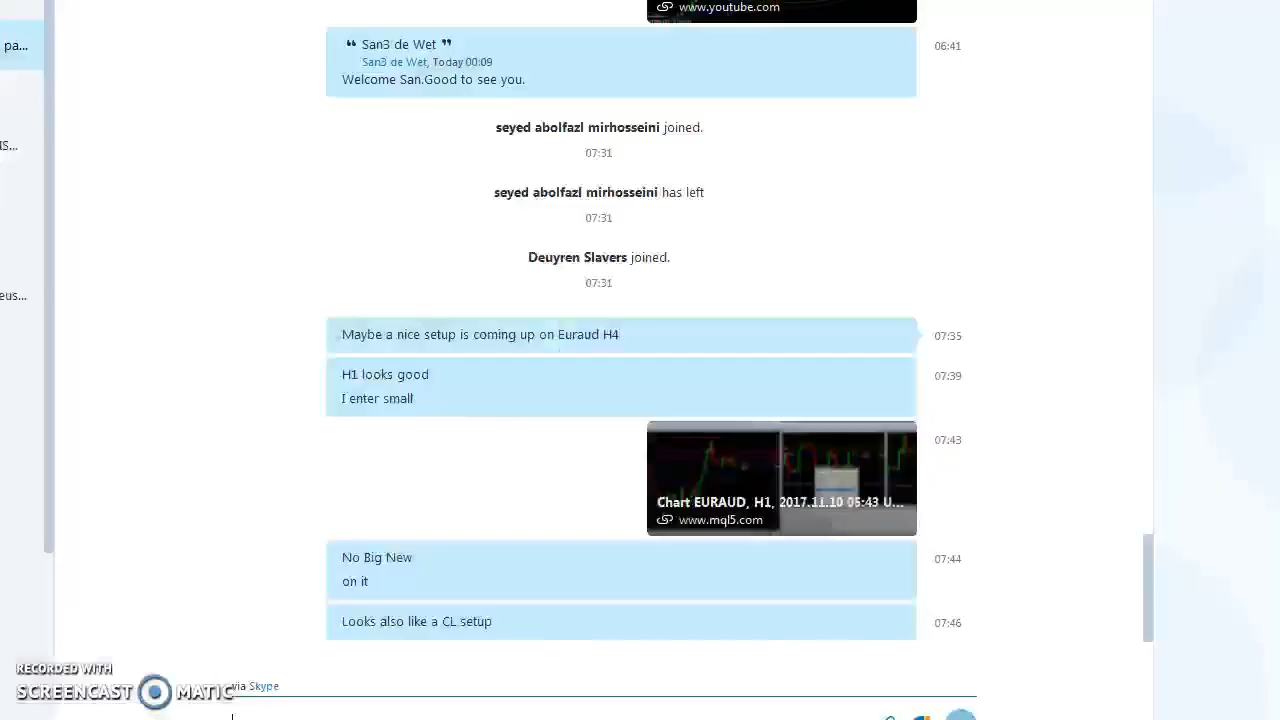 www.youtube.com
❝ San3 de Wet ❞
06:41
San3 de Wet, Today 00:09
Welcome San.Good to see you.
pa...
seyed abolfazl mirhosseini joined.
07:31
IS...
seyed abolfazl mirhosseini has left
07:31
Deuyren Slavers joined.
07:31
eus...
Maybe a nice setup is coming up on Euraud H4
07:35
H1 looks good
07:39
I enter small
07:43
Chart EURAUD, H1, 2017.11.10 05:43 U...
www.mql5.com
No Big New
07:44
on it
Looks also like a CL setup
07:46
RECORDED WITH
SCREENCAST MATIC
via Skype